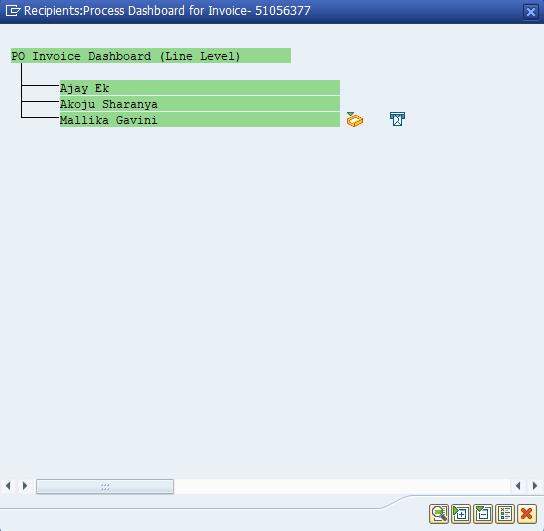 Recipients:Process Dashboard for Invoice- 51056377
PO Invoice Dashboard (Line Level)
Ajay Ek
Akoju Sharanya
Mallika Gavini